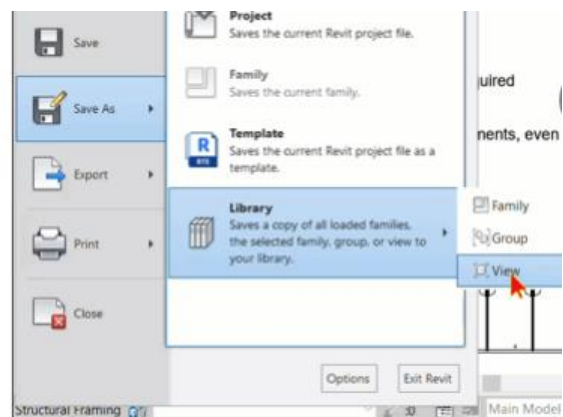 Project
Saves the current Revit project file.
Save
Family
Saves the current family.
uired
Save As
nents, even
Template
Saves the current Revit project file as a
template.
R
Export
Library
Saves a copy of all loaded families,
the selected family, group, or view to
your library.
Family
Print
Group
View
Close
Options
Exit Revit
Structural Framing
:0
Main Model